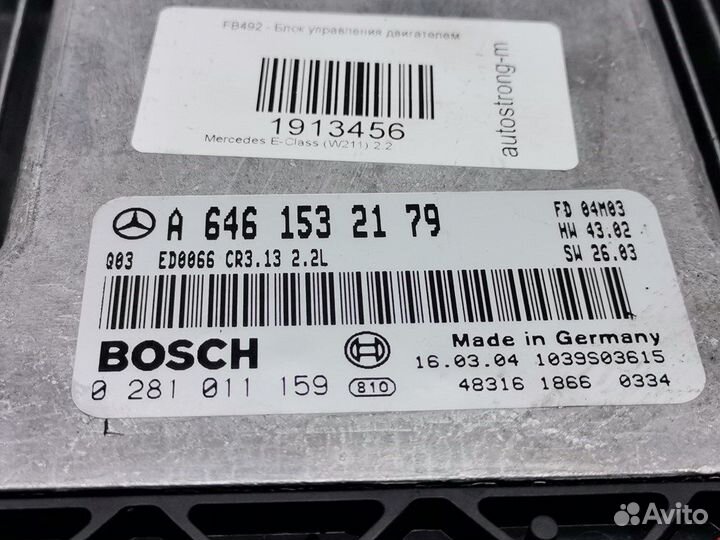 FB492 - Блок управления двигателем
1913456
Mercedes E-Class (W211) 2.2
autostrong-m
A 646 153 21 79
FD 04M03
HW 43.02
Q03 ED0066 CR3.13 2.2L
SW 26.03
BOSCH
Made in Germany
16.03.04 1039S03615
0 281 011 159 810
48316 1866 0334
Avito